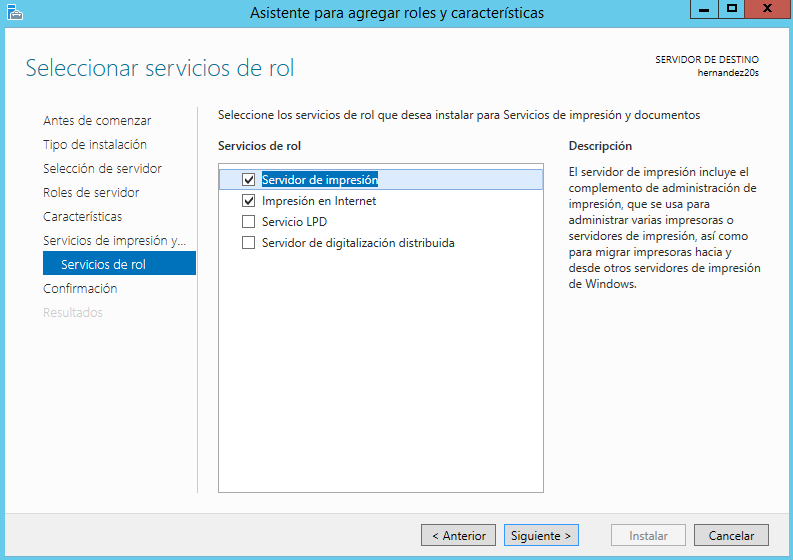 Asistente para agregar roles y características
Seleccionar servicios de rol
SERVIDOR DE DESTINO
hernandez20s
Antes de comenzar
Tipo de instalación
Selección de servidor
Roles de servidor
Características
Servicios de impresión y...
Servicios de rol
Confirmación
Resultados
Seleccione los servicios de rol que desea instalar para Servicios de impresión y documentos
Servicios de rol
Servidor de impresión
Impresión en Internet
Servicio LPD
Servidor de digitalización distribuida
Descripción
El servidor de impresión incluye el
complemento de administración de
impresión, que se usa para
administrar varias impresoras o
servidores de impresión, así como
para migrar impresoras hacia y
desde otros servidores de impresión
de Windows.
< Anterior
Siguiente >
Instalar
Cancelar